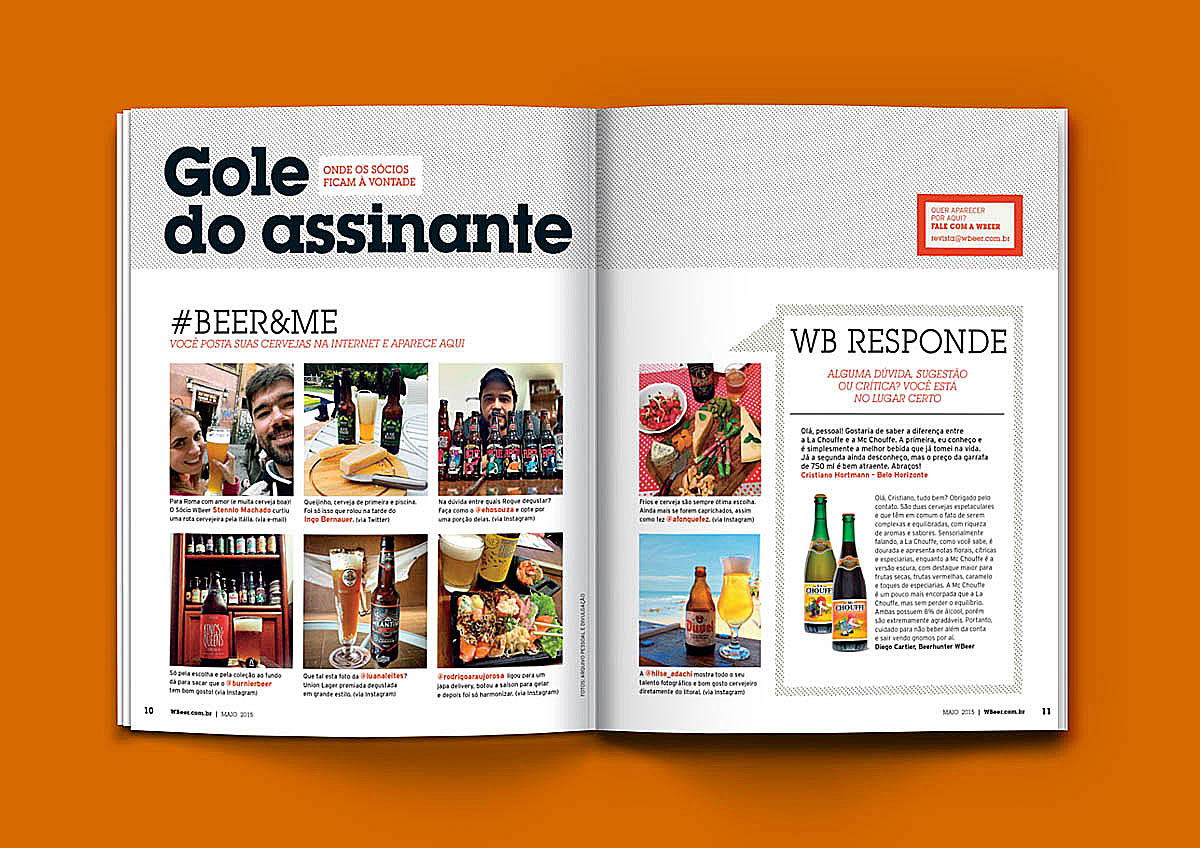 Gole
ONDE OS SÓCIOS
FICAM À VONTADE
do assinante
QUER APARECER
POR AQUI?
FALE COM A WBEER
revista@wbeer.com.br
#BEER&ME
VOCÊ POSTA SUAS CERVEJAS NA INTERNET E APARECE AQUI
Para Roma com amor (e muita cerveja boa)!
O Sócio WBeer Stennio Machado curtiu
uma rota cervejeira pela Itália. (via e-mail)
Queijinho, cerveja de primeira e piscina.
Foi só isso que rolou na tarde do
Ingo Bernauer. (via Twitter)
Na dúvida entre quais Rogue degustar?
Faça como o @ehosouza e opte por
uma porção delas. (via Instagram)
Só pela escolha e pela coleção ao fundo
dá para sacar que o @burnierbeer
tem bom gosto! (via Instagram)
Que tal esta foto da @luanaleites?
Union Lager premiada degustada
em grande estilo. (via Instagram)
@rodrigoaraujorosa ligou para um
japa delivery, botou a saison para gelar
e depois foi só harmonizar. (via Instagram)
FOTOS: ARQUIVO PESSOAL E DIVULGAÇÃO
10 WBeer.com.br | MAIO 2015
Frios e cerveja são sempre ótima escolha.
Ainda mais se forem caprichados, assim
como fez @afonquefez. (via Instagram)
Duvel
A @hiise_adachi mostra todo o seu
talento fotográfico e bom gosto cervejeiro
diretamente do litoral. (via Instagram)
WB RESPONDE
ALGUMA DÚVIDA, SUGESTÃO
OU CRÍTICA? VOCÊ ESTÁ
NO LUGAR CERTO
Olá, pessoal! Gostaria de saber a diferença entre
a La Chouffe e a Mc Chouffe. A primeira, eu conheço e
é simplesmente a melhor bebida que já tomei na vida.
Já a segunda ainda desconheço, mas o preço da garrafa
de 750 ml é bem atraente. Abraços!
Cristiano Hortmann – Belo Horizonte
CHOUFFE
CHOUFFE
Olá, Cristiano, tudo bem? Obrigado pelo
contato. São duas cervejas espetaculares
e que têm em comum o fato de serem
complexas e equilibradas, com riqueza
de aromas e sabores. Sensorialmente
falando, a La Chouffe, como você sabe, é
dourada e apresenta notas florais, cítricas
e especiarias, enquanto a Mc Chouffe é a
versão escura, com destaque maior para
frutas secas, frutas vermelhas, caramelo
e toques de especiarias. A Mc Chouffe
é um pouco mais encorpada que a La
Chouffe, mas sem perder o equilíbrio.
Ambas possuem 8% de álcool, porém
são extremamente agradáveis. Portanto,
cuidado para não beber além da conta
e sair vendo gnomos por aí.
Diego Cartier, Beerhunter WBeer
MAIO 2015 | WBeer.com.br 11